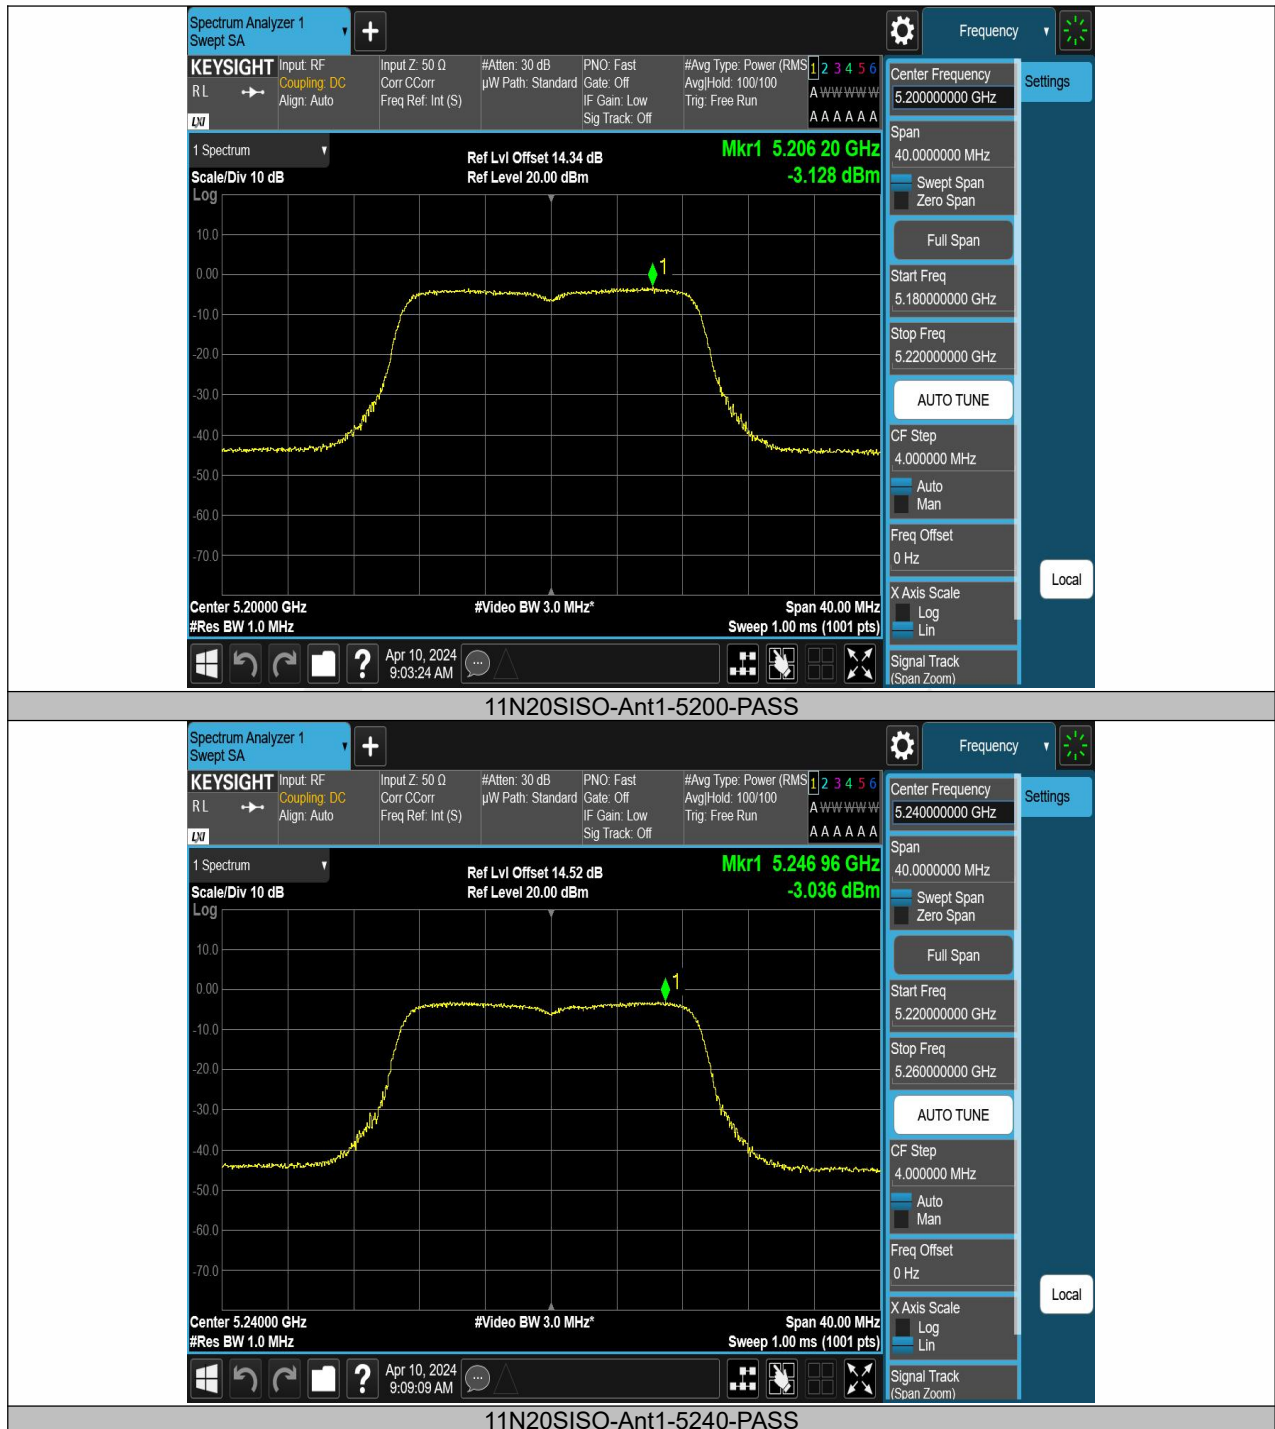 Spectrum Analyzer 1
Swept SA
Frequency
KEYSIGHT
R L
LXI
Input: RF
Coupling: DC
Align: Auto
Input Z: 50 Ω
Corr CCorr
Freq Ref: Int (S)
#Atten: 30 dB
µW Path: Standard
PNO: Fast
Gate: Off
IF Gain: Low
Sig Track: Off
#Avg Type: Power (RMS
Avg|Hold: 100/100
Trig: Free Run
1 2 3 4 5 6
A W W W W W
A A A A A A
Center Frequency
5.200000000 GHz
Settings
Span
40.0000000 MHz
Swept Span
Zero Span
Full Span
Start Freq
5.180000000 GHz
Stop Freq
5.220000000 GHz
AUTO TUNE
CF Step
4.000000 MHz
Auto
Man
Freq Offset
0 Hz
X Axis Scale
Log
Lin
Signal Track
(Span Zoom)
Local
1 Spectrum
Scale/Div 10 dB
Log
Ref Lvl Offset 14.34 dB
Ref Level 20.00 dBm
Mkr1 5.206 20 GHz
-3.128 dBm
1
10.0
0.00
-10.0
-20.0
-30.0
-40.0
-50.0
-60.0
-70.0
Center 5.20000 GHz
#Res BW 1.0 MHz
#Video BW 3.0 MHz*
Span 40.00 MHz
Sweep 1.00 ms (1001 pts)
?
Apr 10, 2024
9:03:24 AM
11N20SISO-Ant1-5200-PASS
Spectrum Analyzer 1
Swept SA
Frequency
KEYSIGHT
R L
LXI
Input: RF
Coupling: DC
Align: Auto
Input Z: 50 Ω
Corr CCorr
Freq Ref: Int (S)
#Atten: 30 dB
µW Path: Standard
PNO: Fast
Gate: Off
IF Gain: Low
Sig Track: Off
#Avg Type: Power (RMS
Avg|Hold: 100/100
Trig: Free Run
1 2 3 4 5 6
A W W W W W
A A A A A A
Center Frequency
5.240000000 GHz
Settings
Span
40.0000000 MHz
Swept Span
Zero Span
Full Span
Start Freq
5.220000000 GHz
Stop Freq
5.260000000 GHz
AUTO TUNE
CF Step
4.000000 MHz
Auto
Man
Freq Offset
0 Hz
X Axis Scale
Log
Lin
Signal Track
(Span Zoom)
Local
1 Spectrum
Scale/Div 10 dB
Log
Ref Lvl Offset 14.52 dB
Ref Level 20.00 dBm
Mkr1 5.246 96 GHz
-3.036 dBm
1
10.0
0.00
-10.0
-20.0
-30.0
-40.0
-50.0
-60.0
-70.0
Center 5.24000 GHz
#Res BW 1.0 MHz
#Video BW 3.0 MHz*
Span 40.00 MHz
Sweep 1.00 ms (1001 pts)
?
Apr 10, 2024
9:09:09 AM
11N20SISO-Ant1-5240-PASS